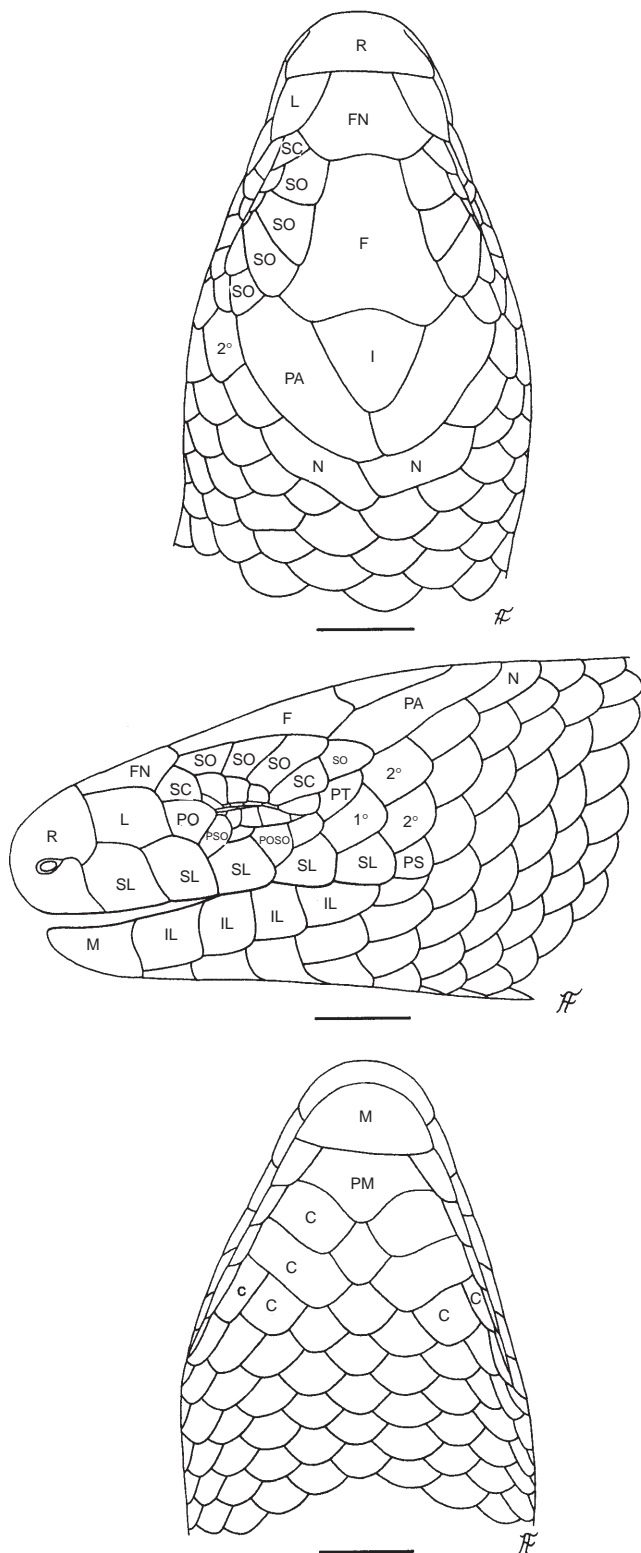 R
L FN
SC
SO
SO F
SO
SO
2° PA I
N N
F N
SO SO SO SO PA
FN SC SC 2°
R L PO PT
PSO POSO 1° 2°
SL SL SL SL SL PS
M IL IL IL IL
M
PM
C
C
C C C C